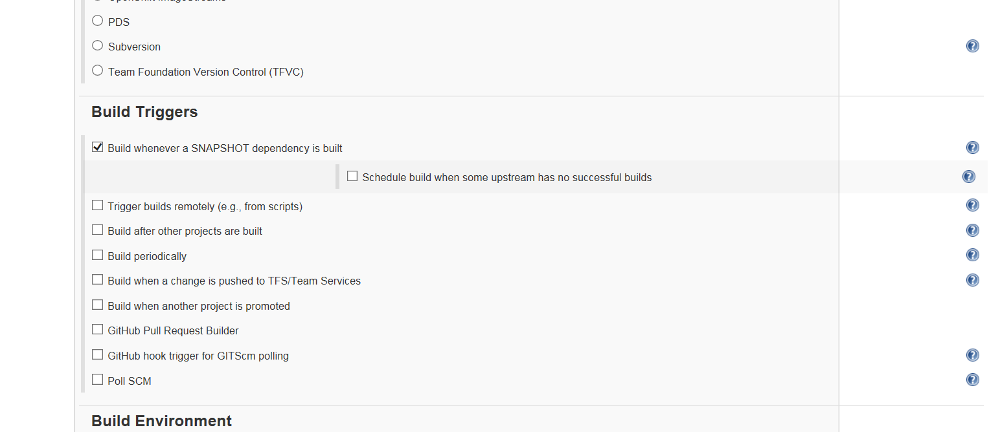 PDS
Subversion
Team Foundation Version Control (TFVC)
Build Triggers
Build whenever a SNAPSHOT dependency is built
Schedule build when some upstream has no successful builds
Trigger builds remotely (e.g., from scripts)
Build after other projects are built
Build periodically
Build when a change is pushed to TFS/Team Services
Build when another project is promoted
GitHub Pull Request Builder
GitHub hook trigger for GITScm polling
Poll SCM
Build Environment